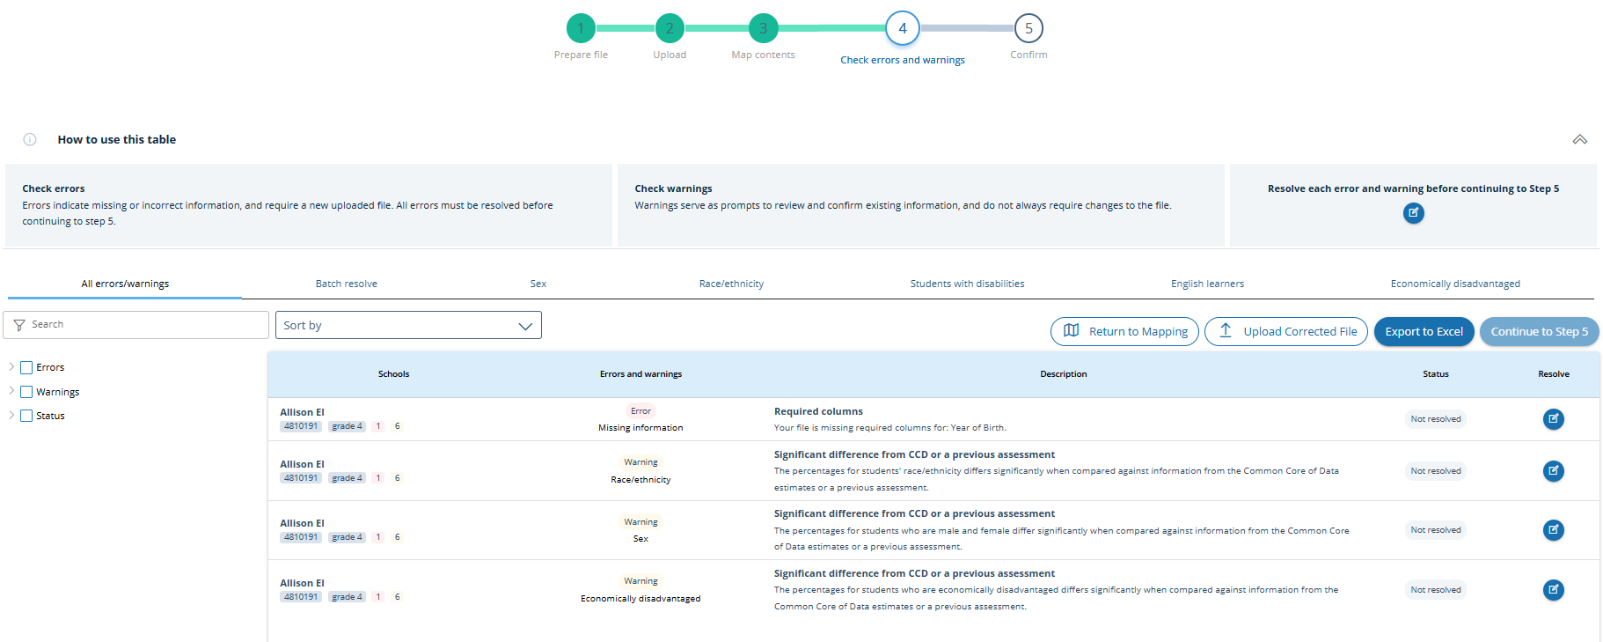 1 2 3 4 5
Prepare file Upload Map contents Check errors and warnings Confirm
How to use this table
Check errors
Errors indicate missing or incorrect information, and require a new uploaded file. All errors must be resolved before
continuing to step 5.
Check warnings
Warnings serve as prompts to review and confirm existing information, and do not always require changes to the file.
Resolve each error and warning before continuing to Step 5
All errors/warnings Batch resolve Sex Race/ethnicity Students with disabilities English learners Economically disadvantaged
Search Sort by Return to Mapping Upload Corrected File Export to Excel Continue to Step 5
Errors
Warnings
Status
Schools Errors and warnings Description Status Resolve
Allison El
4810191 grade 4 1 6
Error
Missing information
Required columns
Your file is missing required columns for: Year of Birth.
Not resolved
Allison El
4810191 grade 4 1 6
Warning
Race/ethnicity
Significant difference from CCD or a previous assessment
The percentages for students' race/ethnicity differs significantly when compared against information from the Common Core of Data
estimates or a previous assessment.
Not resolved
Allison El
4810191 grade 4 1 6
Warning
Sex
Significant difference from CCD or a previous assessment
The percentages for students who are male and female differ significantly when compared against information from the Common Core
of Data estimates or a previous assessment.
Not resolved
Allison El
4810191 grade 4 1 6
Warning
Economically disadvantaged
Significant difference from CCD or a previous assessment
The percentages for students who are economically disadvantaged differs significantly when compared against information from the
Common Core of Data estimates or a previous assessment.
Not resolved